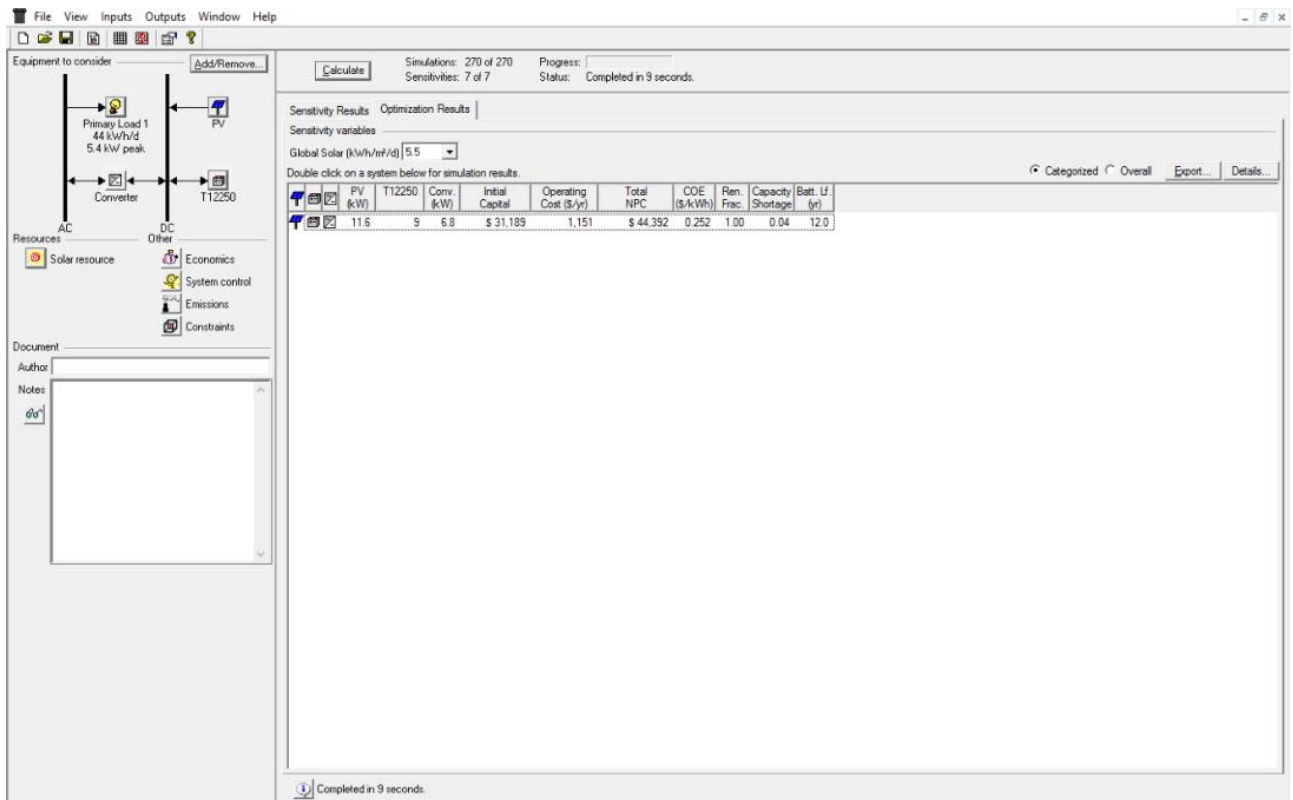 File View Inputs Outputs Window Help
Equipment to consider Add/Remove...
Primary Load 1
44 kWh/d
5.4 kW peak
PV
Converter
T12250
AC DC
Resources Other
Solar resource
Economics
System control
Emissions
Constraints
Document
Author
Notes
Calculate
Simulations: 270 of 270 Progress:
Sensitivities: 7 of 7 Status: Completed in 9 seconds.
Sensitivity Results Optimization Results
Sensitivity variables
Global Solar (kWh/m²/d) 5.5
Double click on a system below for simulation results.
Categorized Overall Export... Details...
PV (kW) T12250 Conv. (kW) Initial Capital Operating Cost ($/yr) Total NPC COE ($/kWh) Ren. Frac. Capacity Shortage Batt. Lf. (yr)
11.6 9 6.8 $ 31,189 1,151 $ 44,392 0.252 1.00 0.04 12.0
Completed in 9 seconds.